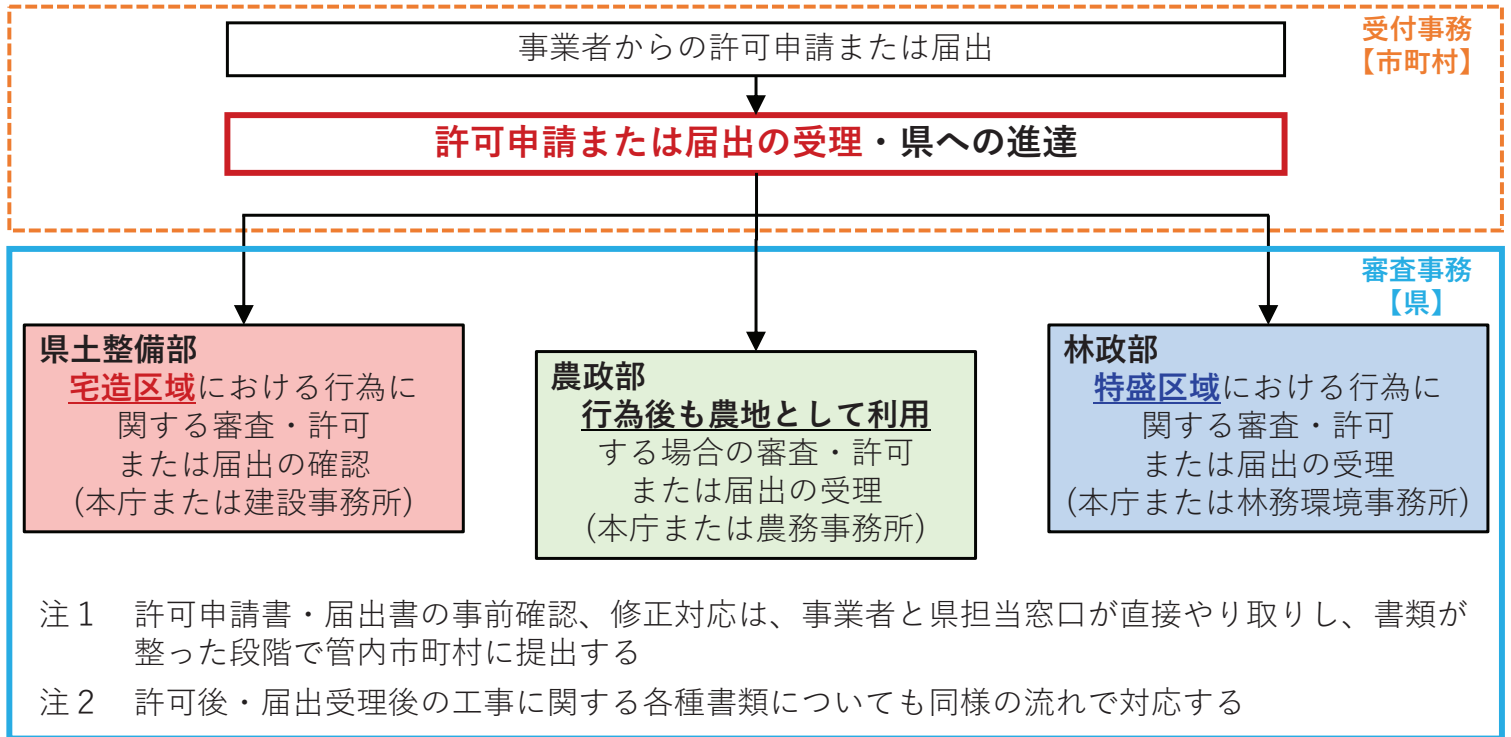 受付事務
【市町村】
事業者からの許可申請または届出
許可申請または届出の受理・県への進達
審査事務
【県】
県土整備部
宅造区域における行為に
関する審査・許可
または届出の確認
(本庁または建設事務所)
農政部
行為後も農地として利用
する場合の審査・許可
または届出の受理
(本庁または農務事務所)
林政部
特盛区域における行為に
関する審査・許可
または届出の受理
(本庁または林務環境事務所)
注１　許可申請書・届出書の事前確認、修正対応は、事業者と県担当窓口が直接やり取りし、書類が
整った段階で管内市町村に提出する
注２　許可後・届出受理後の工事に関する各種書類についても同様の流れで対応する